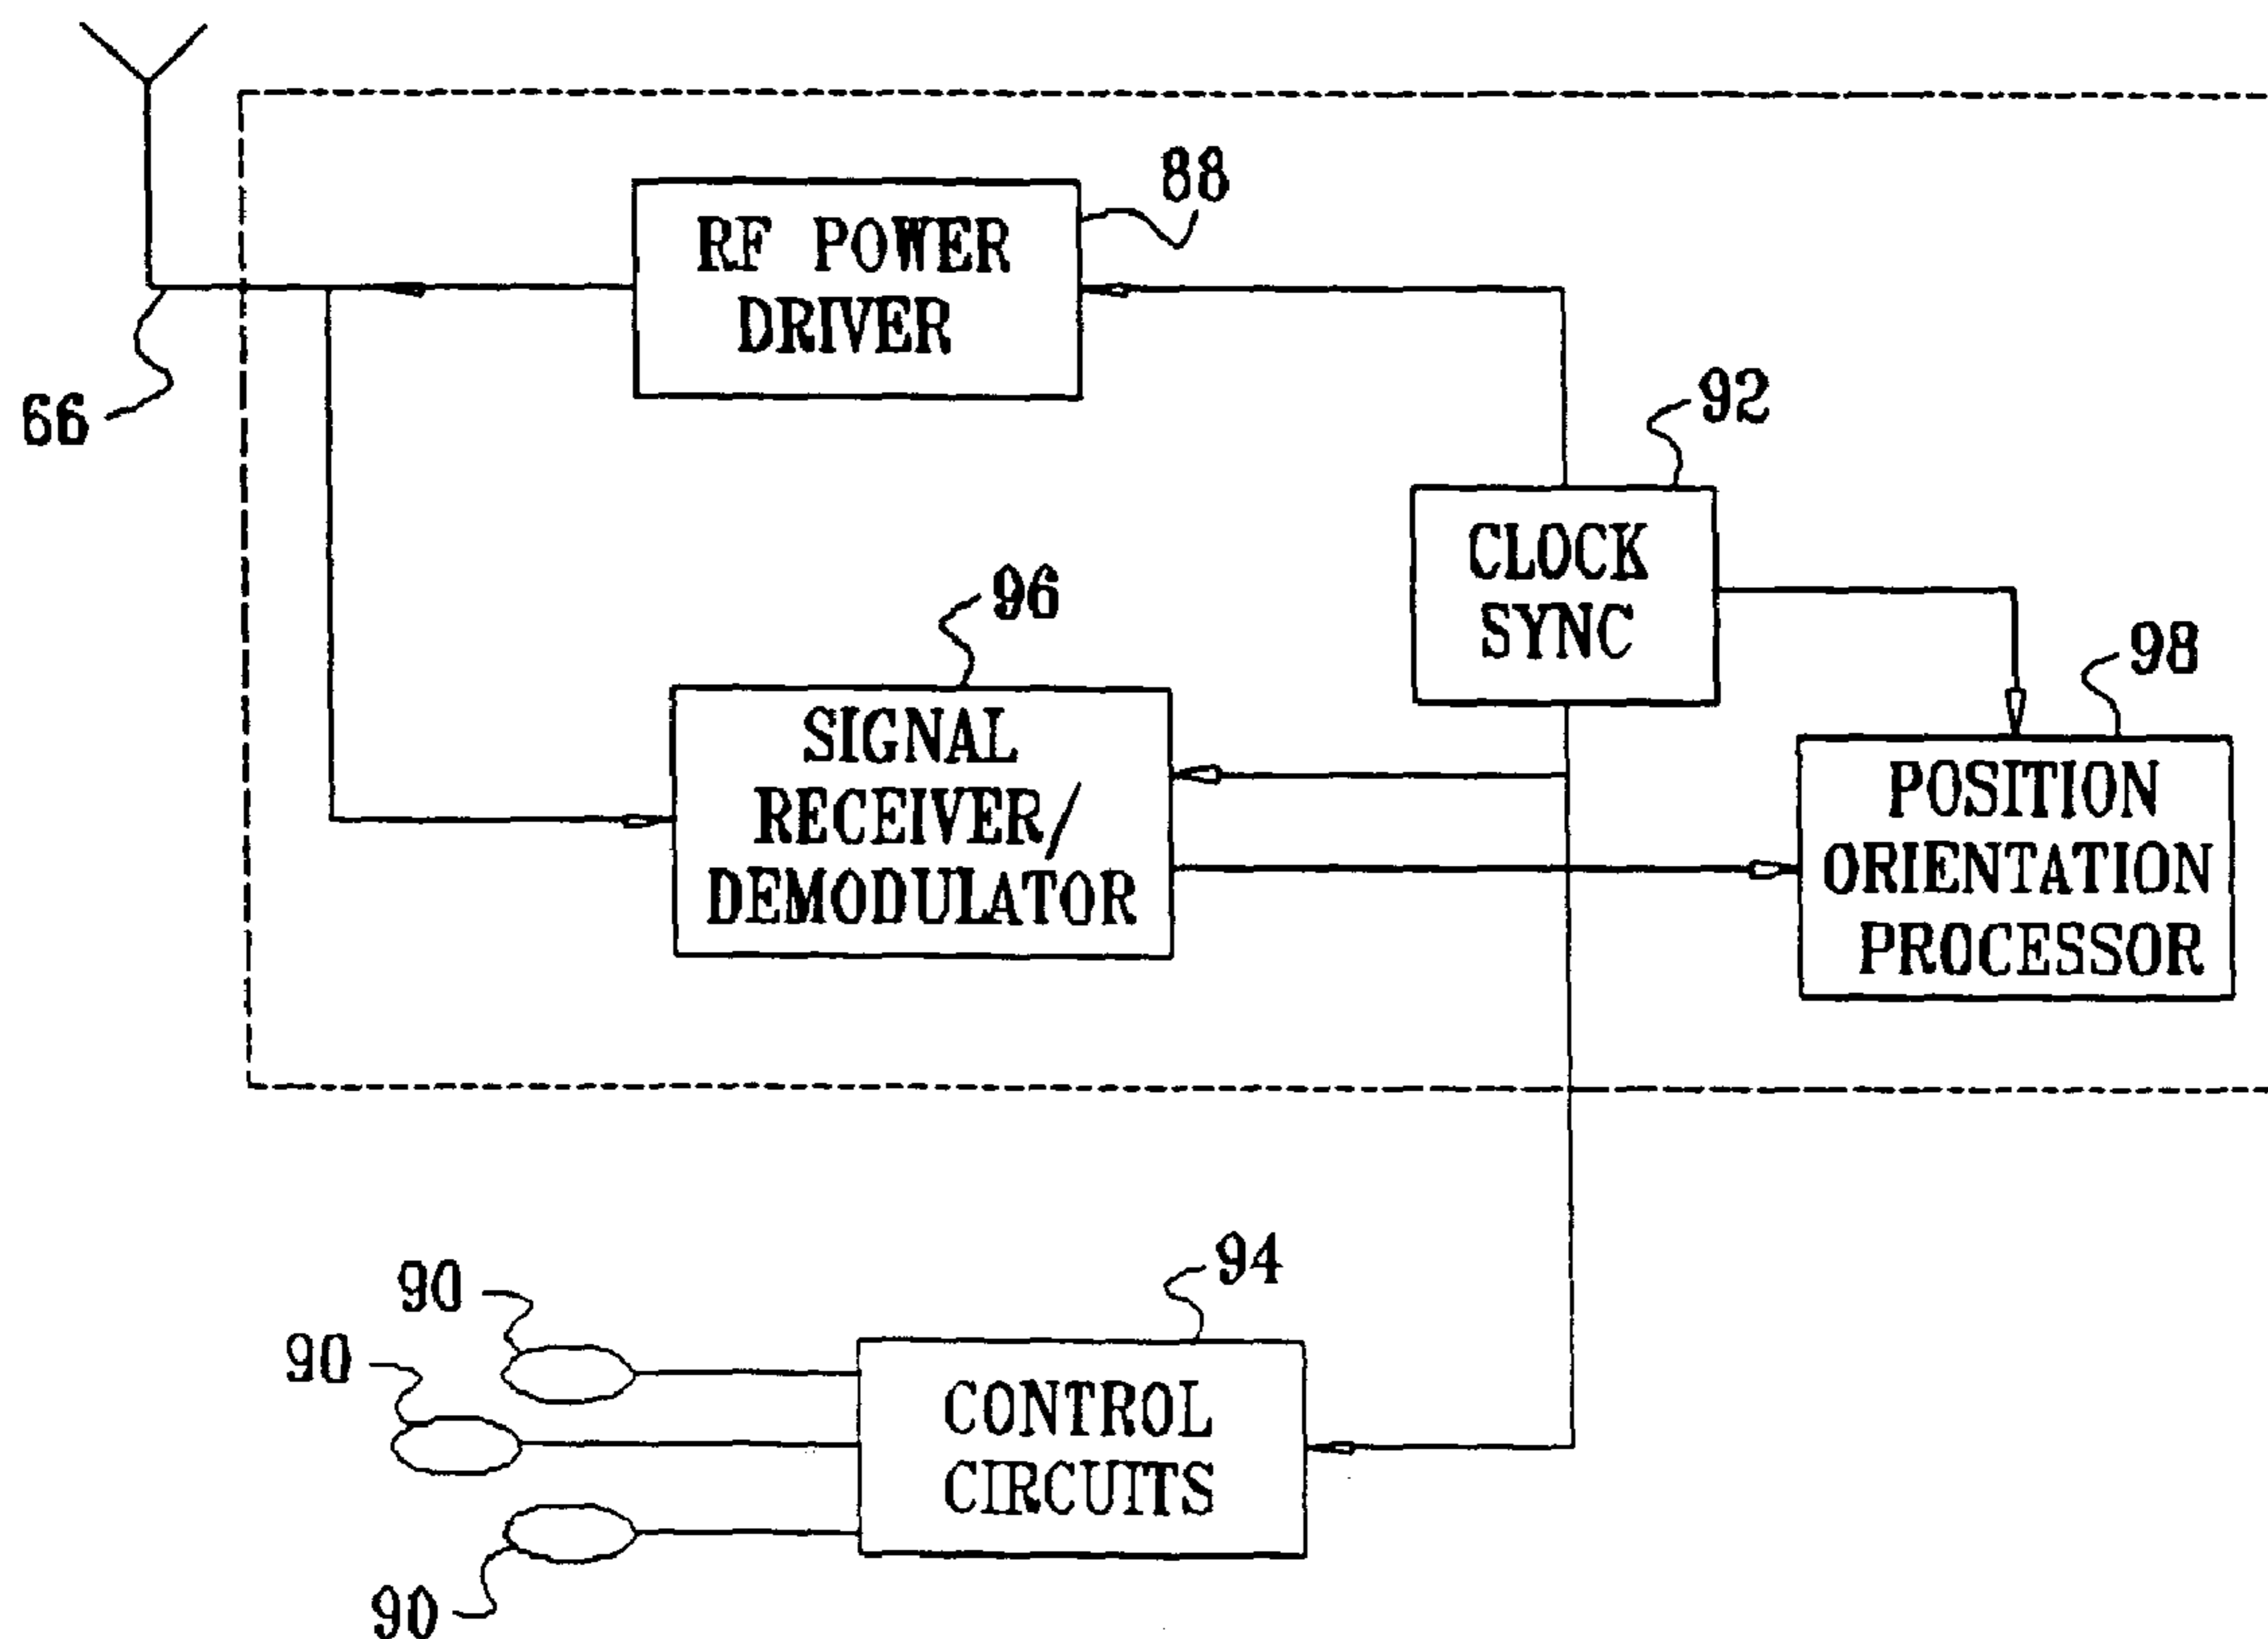 88
RF POWER
DRIVER
66
92
CLOCK
SYNC
96
98
SIGNAL
RECEIVER/
DEMODULATOR
POSITION
ORIENTATION
PROCESSOR
94
90
90
CONTROL
CIRCUITS
90